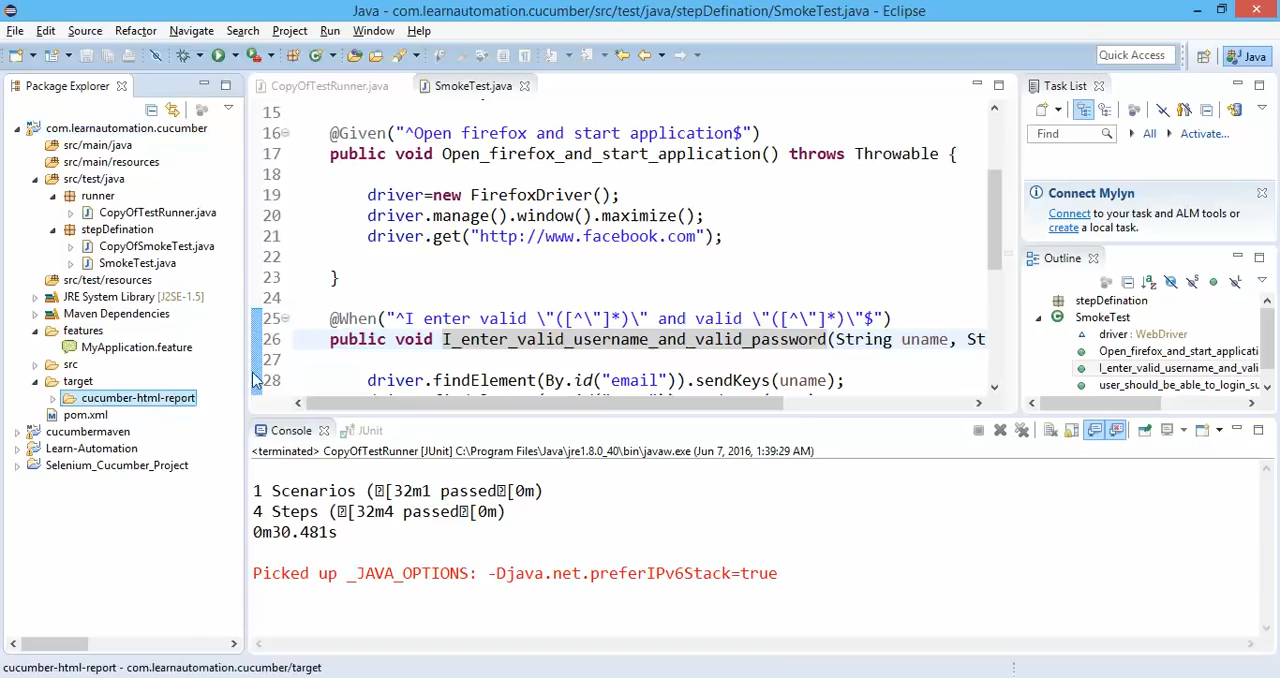 Java - com.learnautomation.cucumber/src/test/java/stepDefination/SmokeTest.java - Eclipse
File Edit Source Refactor Navigate Search Project Run Window Help
Quick Access
Java
Package Explorer
com.learnautomation.cucumber
src/main/java
src/main/resources
src/test/java
runner
CopyOfTestRunner.java
stepDefination
CopyOfSmokeTest.java
SmokeTest.java
src/test/resources
JRE System Library [J2SE-1.5]
Maven Dependencies
features
MyApplication.feature
src
target
cucumber-html-report
pom.xml
cucumbermaven
Learn-Automation
Selenium_Cucumber_Project
CopyOfTestRunner.java SmokeTest.java
15
16 @Given("^Open firefox and start application$")
17 public void Open_firefox_and_start_application() throws Throwable {
18
19 driver=new FirefoxDriver();
20 driver.manage().window().maximize();
21 driver.get("http://www.facebook.com");
22
23 }
24
25 @When("^I enter valid \"([^\"]*)\" and valid \"([^\"]*)\"$")
26 public void I_enter_valid_username_and_valid_password(String uname, St
27
28 driver.findElement(By.id("email")).sendKeys(uname);
Task List
Find All Activate...
Connect Mylyn
Connect to your task and ALM tools or
create a local task.
Outline
stepDefination
SmokeTest
driver : WebDriver
Open_firefox_and_start_applicati
I_enter_valid_username_and_vali
user_should_be_able_to_login_su
Console JUnit
<terminated> CopyOfTestRunner [JUnit] C:\Program Files\Java\jre1.8.0_40\bin\javaw.exe (Jun 7, 2016, 1:39:29 AM)
1 Scenarios ([32m1 passed[0m)
4 Steps ([32m4 passed[0m)
0m30.481s
Picked up _JAVA_OPTIONS: -Djava.net.preferIPv6Stack=true
cucumber-html-report - com.learnautomation.cucumber/target